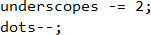 underscopes -= 2;
dots--;